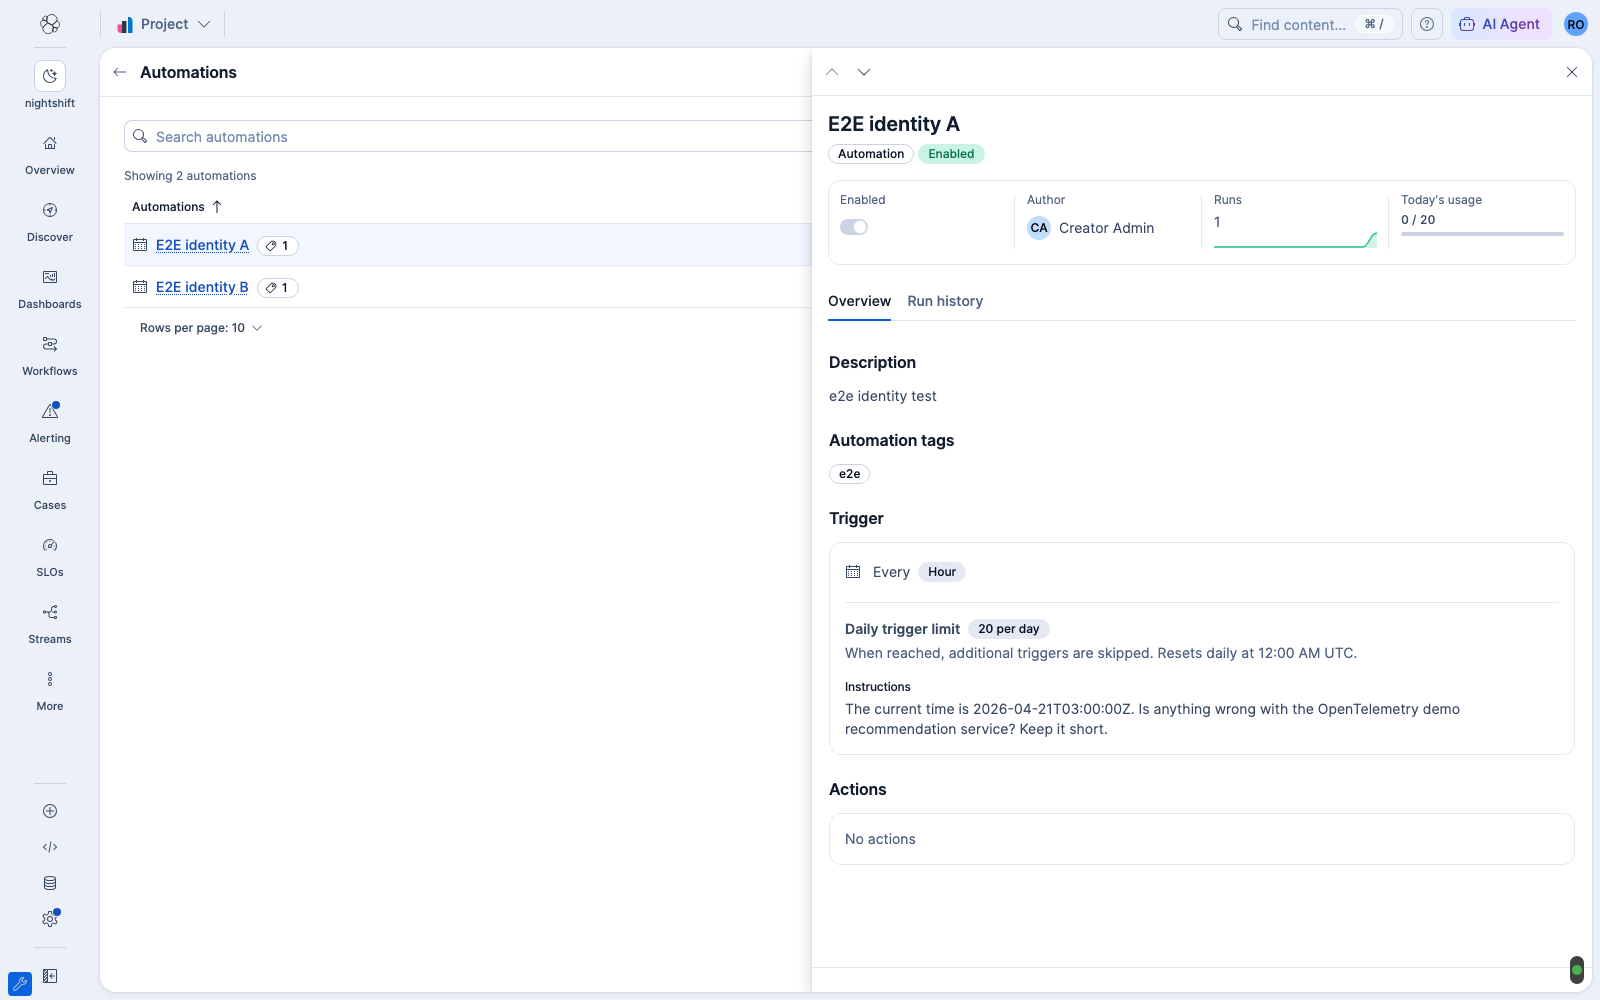 Project
Find content...
⌘ /
AI Agent
RO
nightshift
Overview
Discover
Dashboards
Workflows
Alerting
Cases
SLOs
Streams
More
Automations
Search automations
Showing 2 automations
Automations
E2E identity A 1
E2E identity B 1
Rows per page: 10
E2E identity A
Automation Enabled
Enabled
Author
CA Creator Admin
Runs
1
Today's usage
0 / 20
Overview Run history
Description
e2e identity test
Automation tags
e2e
Trigger
Every Hour
Daily trigger limit 20 per day
When reached, additional triggers are skipped. Resets daily at 12:00 AM UTC.
Instructions
The current time is 2026-04-21T03:00:00Z. Is anything wrong with the OpenTelemetry demo
recommendation service? Keep it short.
Actions
No actions